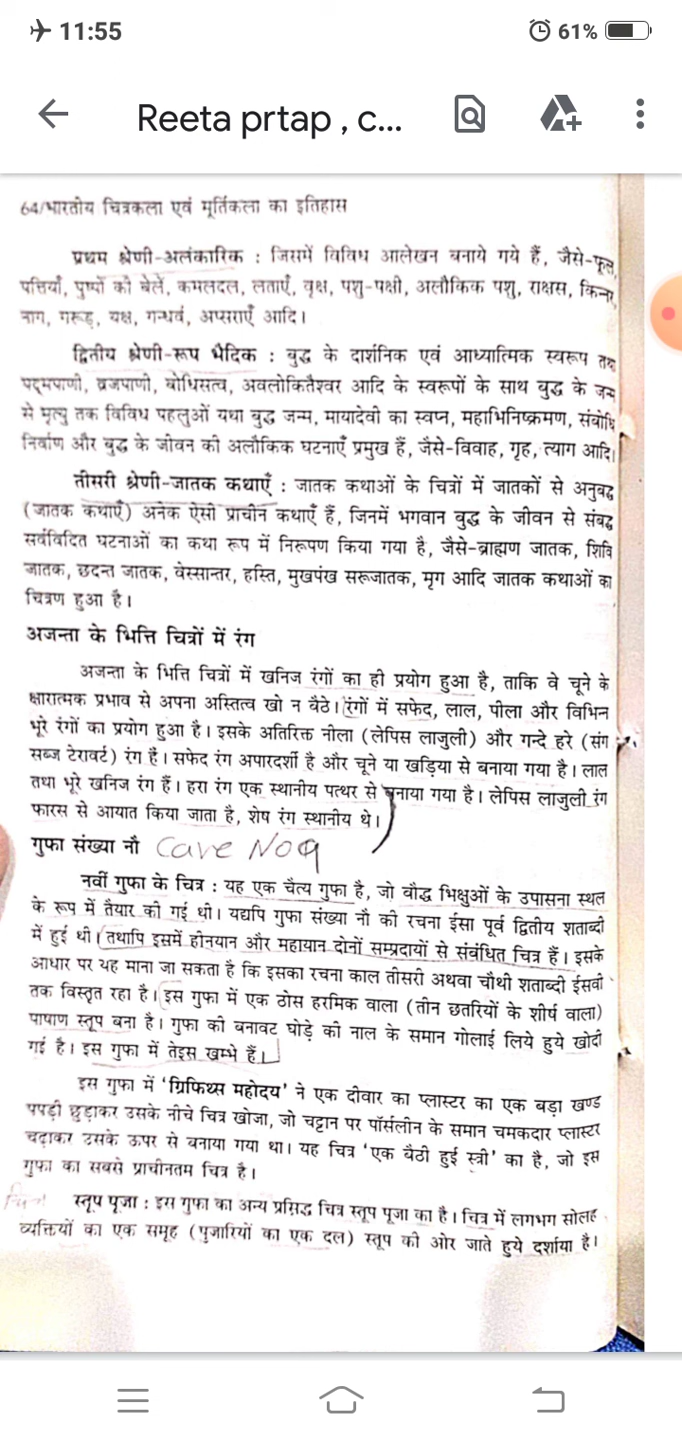 11:55
61%
Reeta prtap , c...
64/भारतीय चित्रकला एवं मूर्तिकला का इतिहास
प्रथम श्रेणी-अलंकारिक : जिसमें विविध आलेखन बनाये गये हैं, जैसे-फूल,
पत्तियाँ, पुष्पों की बेलें, कमलदल, लताएँ, वृक्ष, पशु-पक्षी, अलौकिक पशु, राक्षस, किन्नर,
नाग, गरूड़, यक्ष, गन्धर्व, अप्सराएँ आदि।
द्वितीय श्रेणी-रूप भैदिक : बुद्ध के दार्शनिक एवं आध्यात्मिक स्वरूप तथा
पद्मपाणी, व्रजपाणी, बोधिसत्व, अवलोकितैश्वर आदि के स्वरूपों के साथ बुद्ध के जन्म
से मृत्यु तक विविध पहलुओं यथा बुद्ध जन्म, मायादेवी का स्वप्न, महाभिनिष्क्रमण, संबोधि
निर्वाण और बुद्ध के जीवन की अलौकिक घटनाएँ प्रमुख हैं, जैसे-विवाह, गृह, त्याग आदि।
तीसरी श्रेणी-जातक कथाएँ : जातक कथाओं के चित्रों में जातकों से अनुबद्ध
(जातक कथाएँ) अनेक ऐसी प्राचीन कथाएँ हैं, जिनमें भगवान बुद्ध के जीवन से संबद्ध
सर्वविदित घटनाओं का कथा रूप में निरूपण किया गया है, जैसे-ब्राह्मण जातक, शिवि
जातक, छदन्त जातक, वेस्सान्तर, हस्ति, मुखपंख सरूजातक, मृग आदि जातक कथाओं का
चित्रण हुआ है।
अजन्ता के भित्ति चित्रों में रंग
अजन्ता के भित्ति चित्रों में खनिज रंगों का ही प्रयोग हुआ है, ताकि वे चूने के
क्षारात्मक प्रभाव से अपना अस्तित्व खो न बैठे। रंगों में सफेद, लाल, पीला और विभिन्न
भूरे रंगों का प्रयोग हुआ है। इसके अतिरिक्त नीला (लेपिस लाजुली) और गन्दे हरे (संग
सब्ज टेरावर्ट) रंग हैं। सफेद रंग अपारदर्शी है और चूने या खड़िया से बनाया गया है। लाल
तथा भूरे खनिज रंग हैं। हरा रंग एक स्थानीय पत्थर से बनाया गया है। लेपिस लाजुली रंग
फारस से आयात किया जाता है, शेष रंग स्थानीय थे।
गुफा संख्या नौ Cave No 9
नवीं गुफा के चित्र : यह एक चैत्य गुफा है, जो बौद्ध भिक्षुओं के उपासना स्थल
के रूप में तैयार की गई थी। यद्यपि गुफा संख्या नौ की रचना ईसा पूर्व द्वितीय शताब्दी
में हुई थी। तथापि इसमें हीनयान और महायान दोनों सम्प्रदायों से संबंधित चित्र हैं। इसके
आधार पर यह माना जा सकता है कि इसका रचना काल तीसरी अथवा चौथी शताब्दी ईसवी
तक विस्तृत रहा है। इस गुफा में एक ठोस हरमिक वाला (तीन छतरियों के शीर्ष वाला)
पाषाण स्तूप बना है। गुफा की बनावट घोड़े की नाल के समान गोलाई लिये हुये खोदी
गई है। इस गुफा में तेइस खम्भे हैं।
इस गुफा में 'ग्रिफिथ्स महोदय' ने एक दीवार का प्लास्टर का एक बड़ा खण्ड
पपड़ी छुड़ाकर उसके नीचे चित्र खोजा, जो चट्टान पर पॉर्सलीन के समान चमकदार प्लास्टर
चढ़ाकर उसके ऊपर से बनाया गया था। यह चित्र 'एक बैठी हुई स्त्री' का है, जो इस
गुफा का सबसे प्राचीनतम चित्र है।
स्तूप पूजा : इस गुफा का अन्य प्रसिद्ध चित्र स्तूप पूजा का है। चित्र में लगभग सोलह
व्यक्तियों का एक समूह (पुजारियों का एक दल) स्तूप की ओर जाते हुये दर्शाया है।